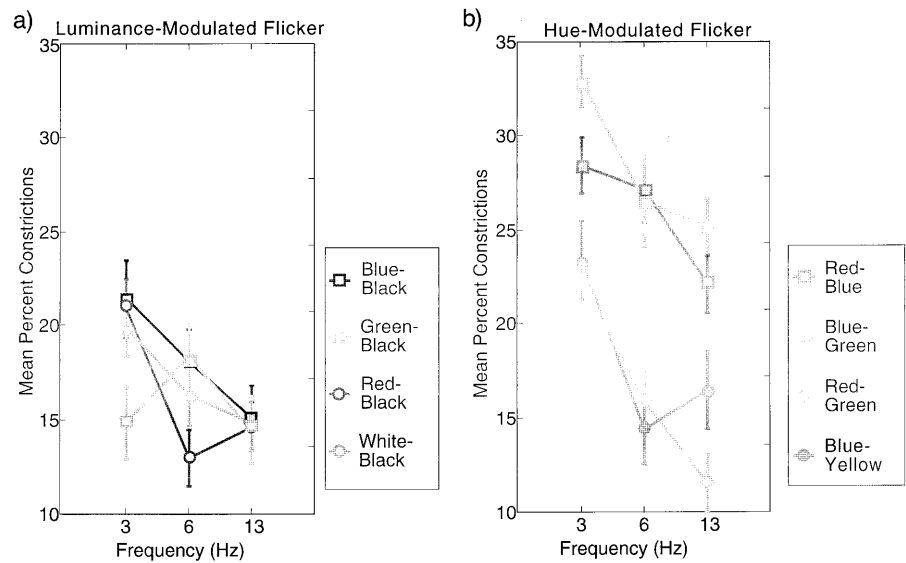 a)
Luminance-Modulated Flicker
35
30
25
20
15
10
Mean Percent Constrictions
3 6 13
Frequency (Hz)
Blue-
Black
Green-
Black
Red-
Black
White-
Black
b)
Hue-Modulated Flicker
35
30
25
20
15
10
Mean Percent Constrictions
3 6 13
Frequency (Hz)
Red-
Blue
Blue-
Green
Red-
Green
Blue-
Yellow